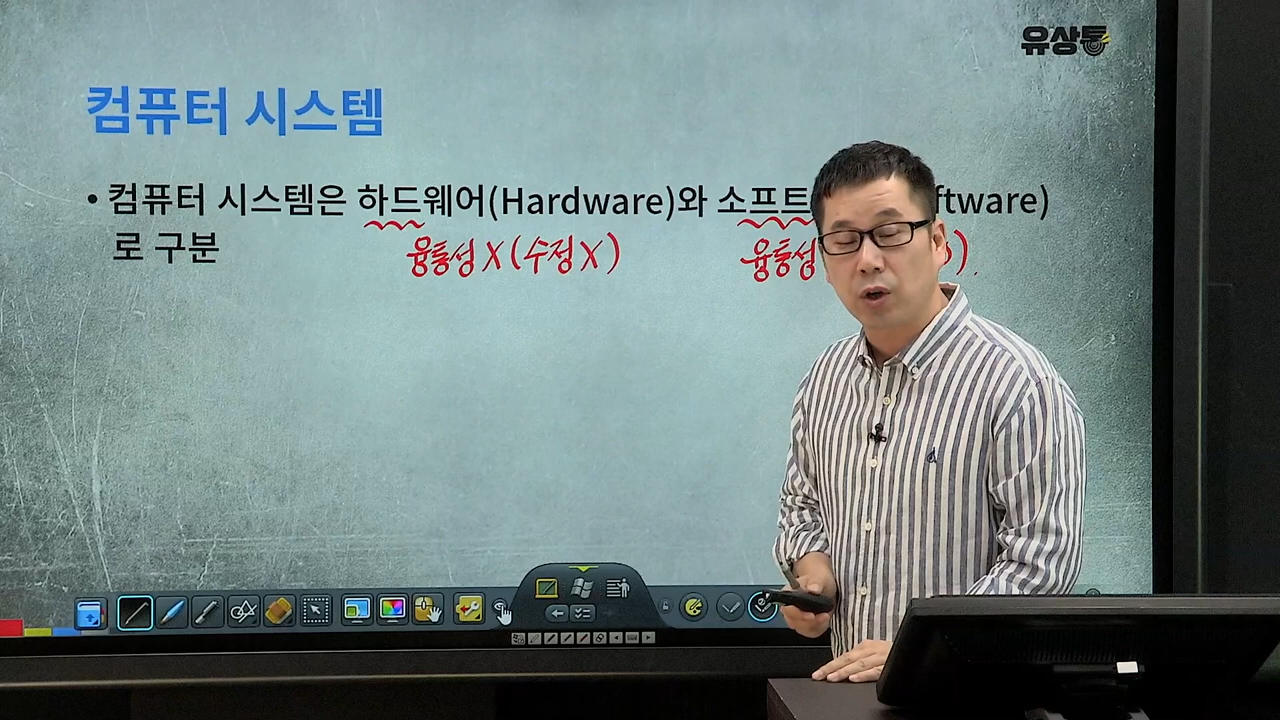 유상통
컴퓨터 시스템
• 컴퓨터 시스템은 하드웨어(Hardware)와 소프트 ftware)
로 구분
융통성 X (수정 X)
융통성 )